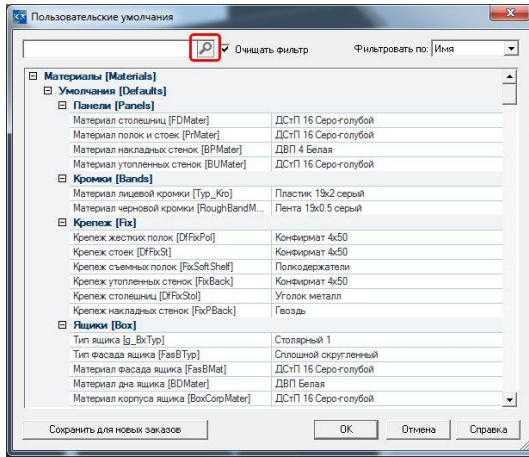 Пользовательские умолчания
Очищать фильтр Фильтровать по: Имя
Материалы [Materials]
Умолчания [Defaults]
Панели [Panels]
Материал столешниц [FDMater] ДСтП 16 Серо-голубой
Материал полок и стоек [PrMater] ДСтП 16 Серо-голубой
Материал накладных стенок [BPMater] ДВП 4 Белая
Материал утопленных стенок [BUMater] ДСтП 16 Серо-голубой
Кромки [Bands]
Материал лицевой кромки [Typ_Kro] Пластик 19x2 серый
Материал черновой кромки [RoughBandM... Лента 19x0.5 серый
Крепеж [Fix]
Крепеж жестких полок [DfFixPol] Конфирмат 4x50
Крепеж стоек [DfFixSt] Конфирмат 4x50
Крепеж съемных полок [FixSoftShelf] Полкодержатели
Крепеж утопленных стенок [FixBack] Конфирмат 4x50
Крепеж столешниц [DfFixStol] Уголок металл
Крепеж накладных стенок [FixPBack] Гвоздь
Ящики [Box]
Тип ящика [g_BxTyp] Столярный 1
Тип фасада ящика [FasBTyp] Сплошной скругленный
Материал фасада ящика [FasBMat] ДСтП 16 Серо-голубой
Материал дна ящика [BDMater] ДВП Белая
Материал корпуса ящика [BoxCorpMater] ДСтП 16 Серо-голубой
Сохранить для новых заказов OK Отмена Справка